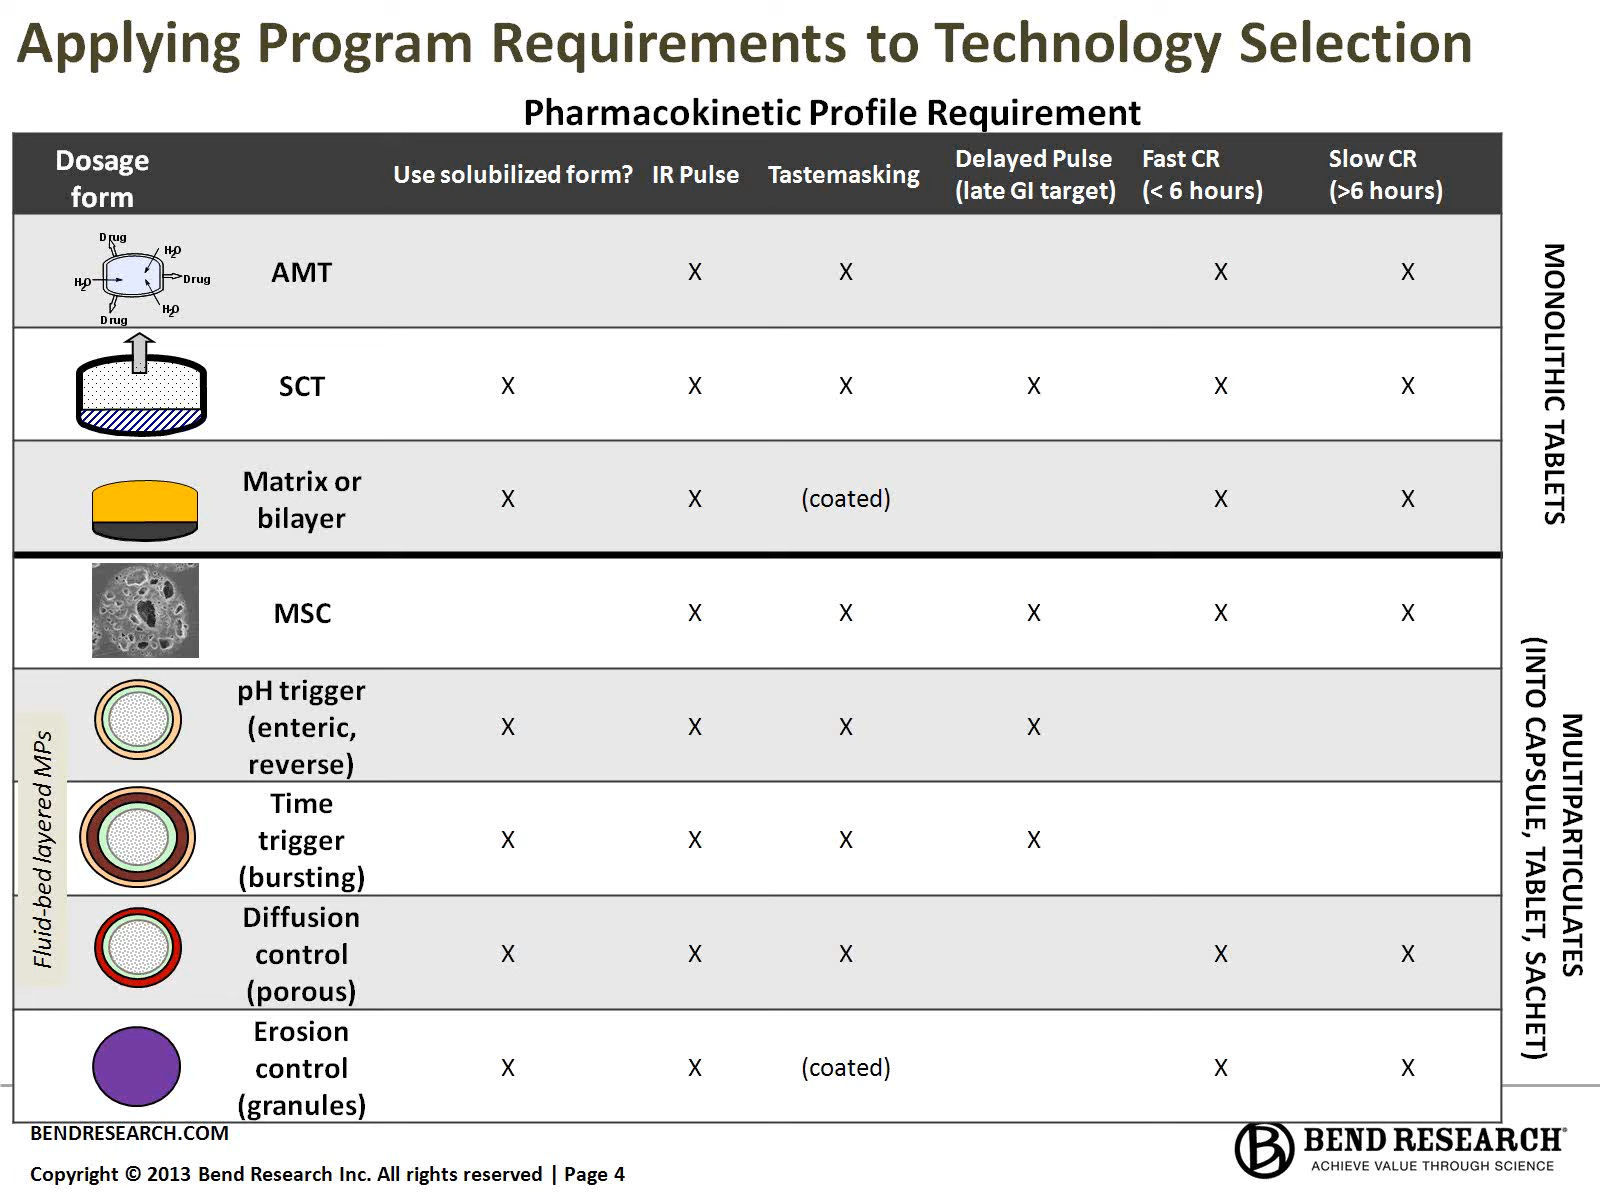 Applying Program Requirements to Technology Selection
Pharmacokinetic Profile Requirement
Dosage
form
Use solubilized form?
IR Pulse
Tastemasking
Delayed Pulse
(late GI target)
Fast CR
(< 6 hours)
Slow CR
(>6 hours)
Drug
H2O
H2O
Drug
H2O
Drug
AMT
X X X X
SCT
X X X X X X
Matrix or
bilayer
X X (coated) X X
MSC
X X X X X
pH trigger
(enteric,
reverse)
X X X X
Time
trigger
(bursting)
X X X X
Diffusion
control
(porous)
X X X X X
Erosion
control
(granules)
X X (coated) X X
Fluid-bed layered MPs
MONOLITHIC TABLETS
MULTIPARTICULATES
(INTO CAPSULE, TABLET, SACHET)
BENDRESEARCH.COM
Copyright © 2013 Bend Research Inc. All rights reserved | Page 4
BEND RESEARCH®
ACHIEVE VALUE THROUGH SCIENCE